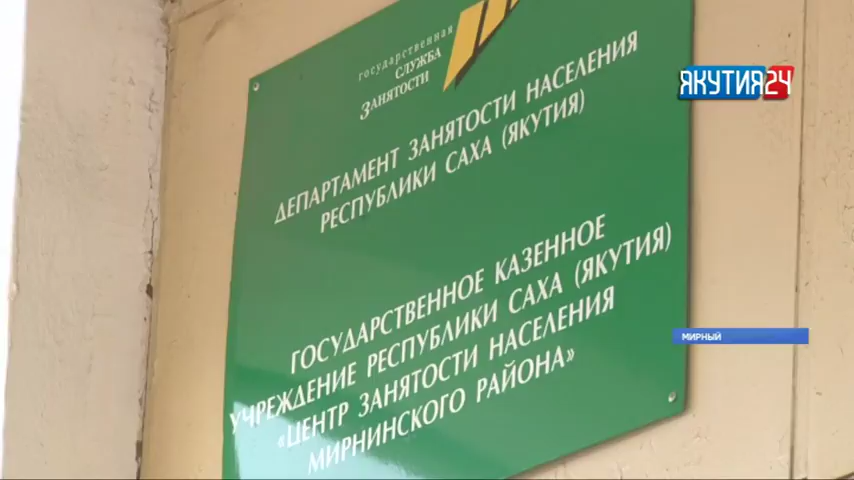 государственная
СЛУЖБА
ЗАНЯТОСТИ
ДЕПАРТАМЕНТ ЗАНЯТОСТИ НАСЕЛЕНИЯ
РЕСПУБЛИКИ САХА (ЯКУТИЯ)
ГОСУДАРСТВЕННОЕ КАЗЕННОЕ
УЧРЕЖДЕНИЕ РЕСПУБЛИКИ САХА (ЯКУТИЯ)
«ЦЕНТР ЗАНЯТОСТИ НАСЕЛЕНИЯ
МИРНИНСКОГО РАЙОНА»
ЯКУТИЯ24
МИРНЫЙ